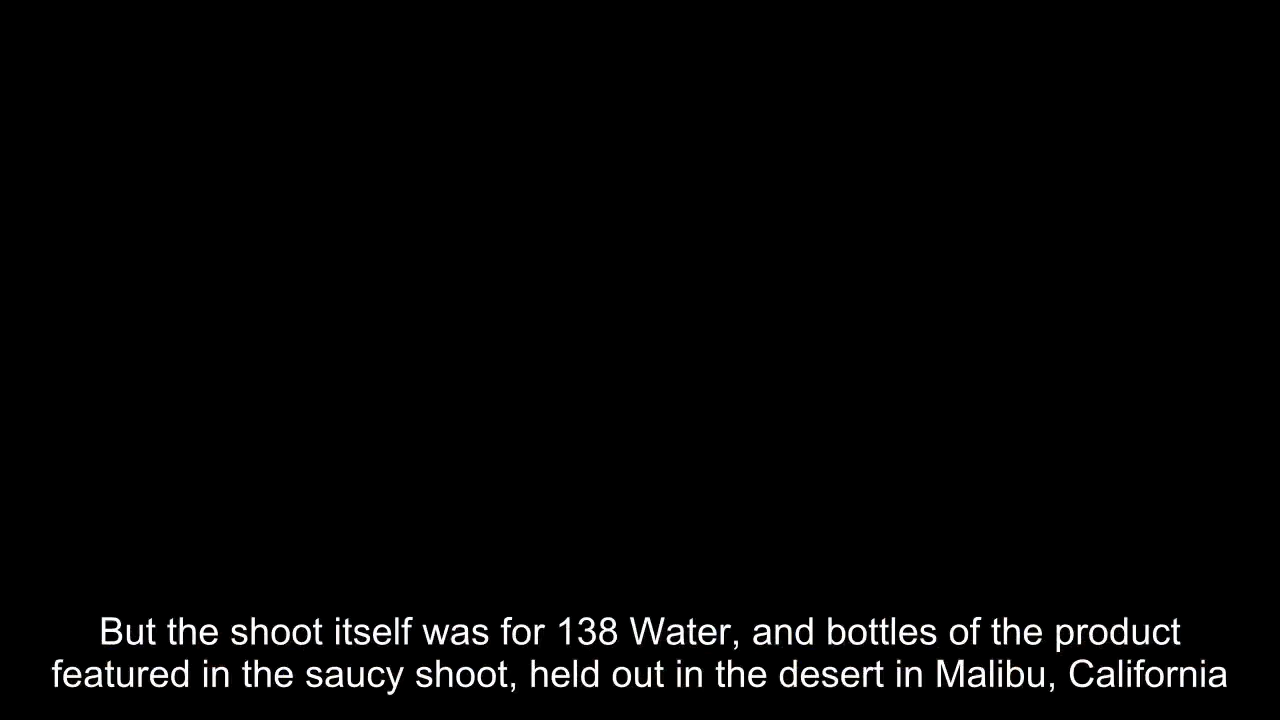 But the shoot itself was for 138 Water, and bottles of the product
featured in the saucy shoot, held out in the desert in Malibu, California